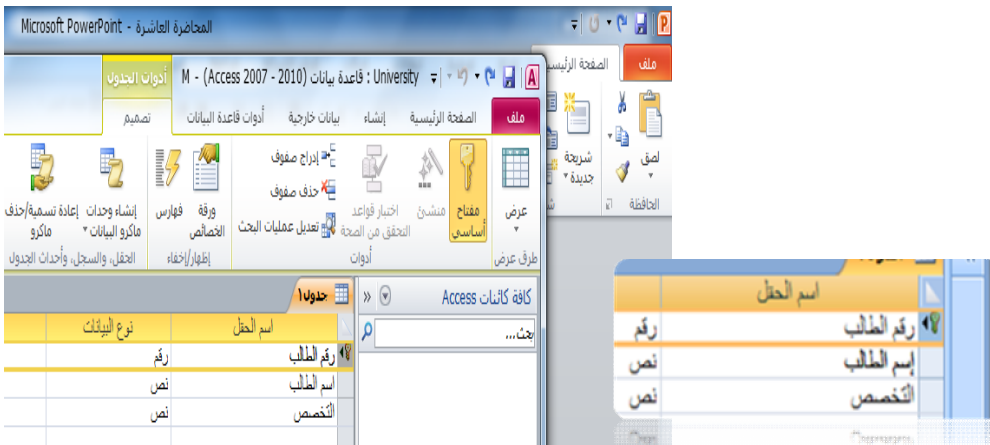 المحاضرة العاشرة - Microsoft PowerPoint
ملف
الصفحة الرئيسية
لصق
شريحة
جديدة
الحافظة
University : قاعدة بيانات (Access 2007 - 2010) - M
أدوات الجدول
ملف
الصفحة الرئيسية
إنشاء
بيانات خارجية
أدوات قاعدة البيانات
تصميم
عرض
طرق عرض
مفتاح
أساسي
منشئ
اختبار قواعد
التحقق من الصحة
إدراج صفوف
حذف صفوف
تعديل عمليات البحث
أدوات
ورقة
الخصائص
فهارس
إظهار/إخفاء
إنشاء وحدات
ماكرو البيانات
إعادة تسمية/حذف
ماكرو
الحقل، والسجل، وأحداث الجدول
كافة كائنات Access
بحث...
جدول١
اسم الحقل نوع البيانات
رقم الطالب رقم
اسم الطالب نص
التخصص نص
اسم الحقل
رقم الطالب رقم
إسم الطالب نص
التخصص نص